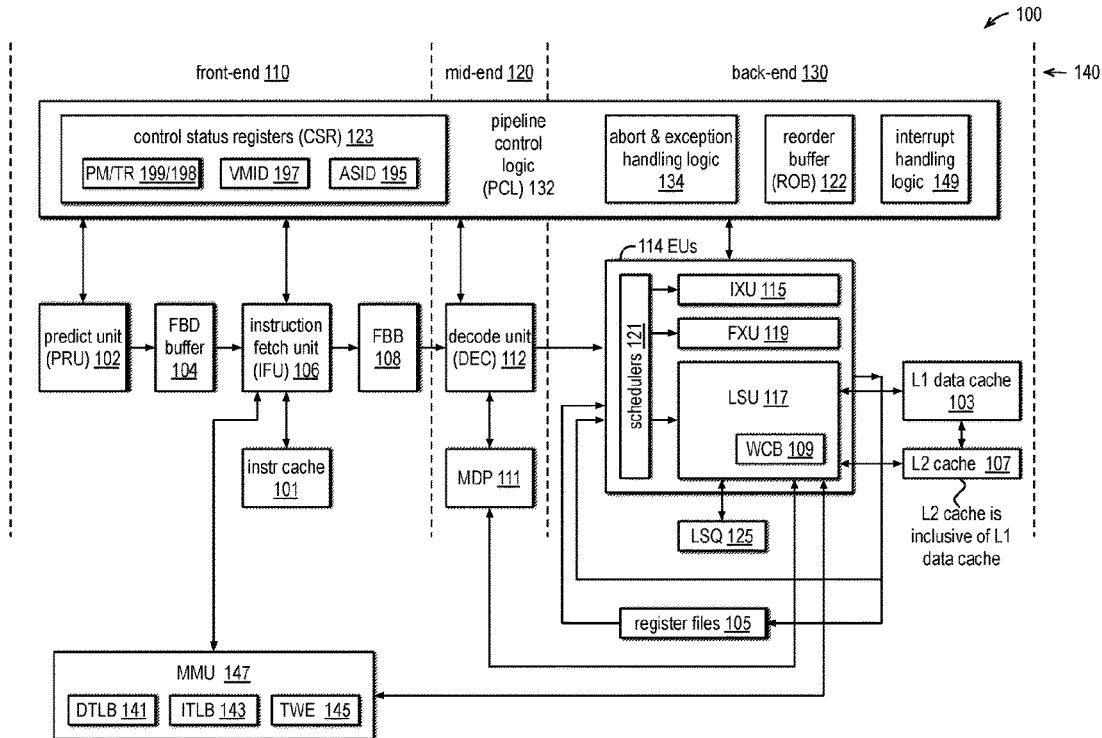 100
front-end 110
mid-end 120
back-end 130
140
control status registers (CSR) 123
PM/TR 199/198
VMID 197
ASID 195
pipeline
control
logic
(PCL) 132
abort & exception
handling logic
134
reorder
buffer
(ROB) 122
interrupt
handling
logic 149
114 EUs
predict unit
(PRU) 102
FBD
buffer
104
instruction
fetch unit
(IFU) 106
FBB
108
decode unit
(DEC) 112
schedulers 121
IXU 115
FXU 119
LSU 117
WCB 109
L1 data cache
103
L2 cache 107
L2 cache is
inclusive of L1
data cache
instr cache
101
MDP 111
LSQ 125
register files 105
MMU 147
DTLB 141
ITLB 143
TWE 145